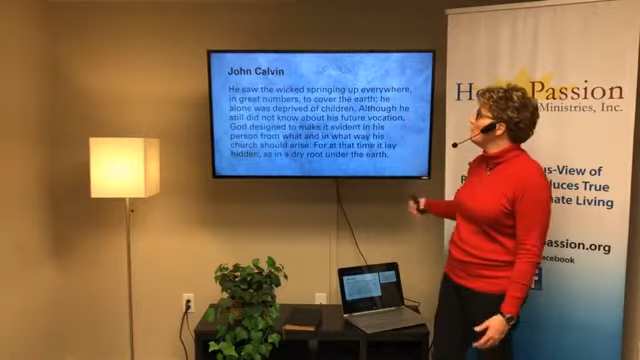 John Calvin
He saw the wicked springing up everywhere,
in great numbers, to cover the earth; he
alone was deprived of children. Although he
still did not know about his future vocation,
God designed to make it evident in his
person from what and in what way his
church should arise. For at that time it lay
hidden, as in a dry root under the earth.
Passion
Ministries, Inc.
us-View of
uces True
mate Living
passion.org
acebook